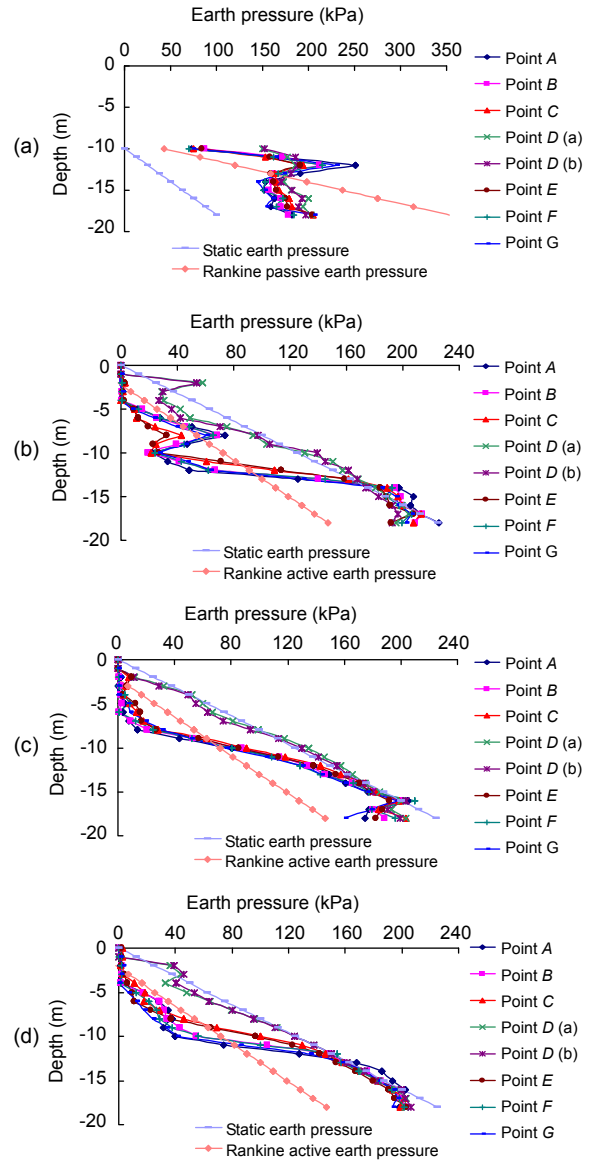 Earth pressure (kPa)
0 50 100 150 200 250 300 350
0
-5
-10
-15
-20
Depth (m)
(a)
Static earth pressure
Rankine passive earth pressure
Point A
Point B
Point C
Point D (a)
Point D (b)
Point E
Point F
Point G
Earth pressure (kPa)
0 40 80 120 160 200 240
0
-5
-10
-15
-20
Depth (m)
(b)
Static earth pressure
Rankine active earth pressure
Point A
Point B
Point C
Point D (a)
Point D (b)
Point E
Point F
Point G
Earth pressure (kPa)
0 40 80 120 160 200 240
0
-5
-10
-15
-20
Depth (m)
(c)
Static earth pressure
Rankine active earth pressure
Point A
Point B
Point C
Point D (a)
Point D (b)
Point E
Point F
Point G
Earth pressure (kPa)
0 40 80 120 160 200 240
0
-5
-10
-15
-20
Depth (m)
(d)
Static earth pressure
Rankine active earth pressure
Point A
Point B
Point C
Point D (a)
Point D (b)
Point E
Point F
Point G